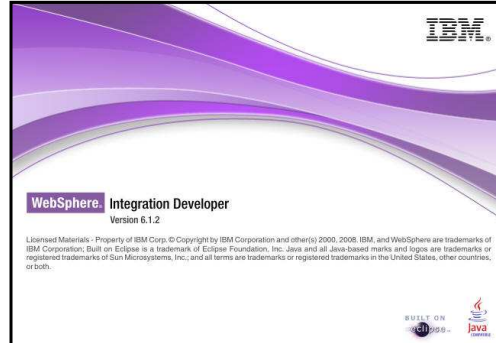 IBM®
WebSphere. Integration Developer
Version 6.1.2
Licensed Materials - Property of IBM Corp. © Copyright by IBM Corporation and other(s) 2000, 2008. IBM, and WebSphere are trademarks of
IBM Corporation; Built on Eclipse is a trademark of Eclipse Foundation, Inc. Java and all Java-based marks and logos are trademarks or
registered trademarks of Sun Microsystems, Inc.; and all terms are trademarks or registered trademarks in the United States, other countries,
or both.
BUILT ON
eclipse
Java
COMPATIBLE